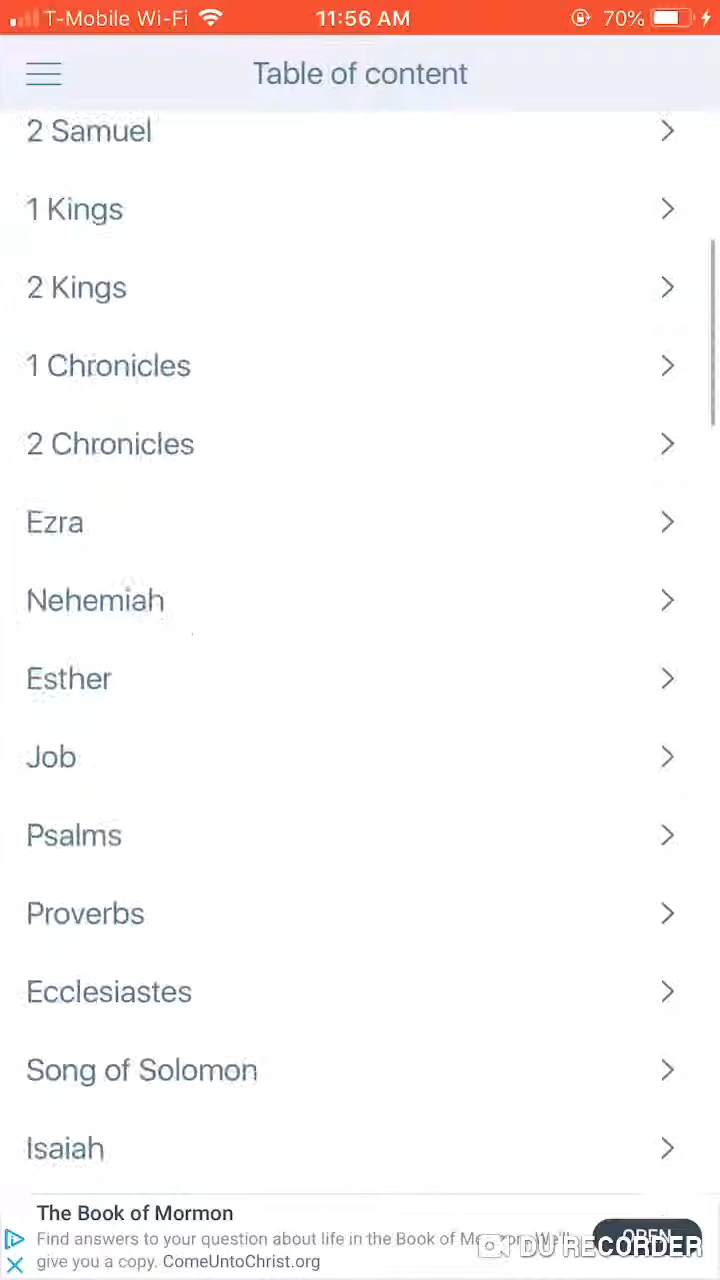 T-Mobile Wi-Fi 11:56 AM 70%
Table of content
2 Samuel
1 Kings
2 Kings
1 Chronicles
2 Chronicles
Ezra
Nehemiah
Esther
Job
Psalms
Proverbs
Ecclesiastes
Song of Solomon
Isaiah
The Book of Mormon
Find answers to your question about life in the Book of
give you a copy. ComeUntoChrist.org
OPEN
DU RECORDER